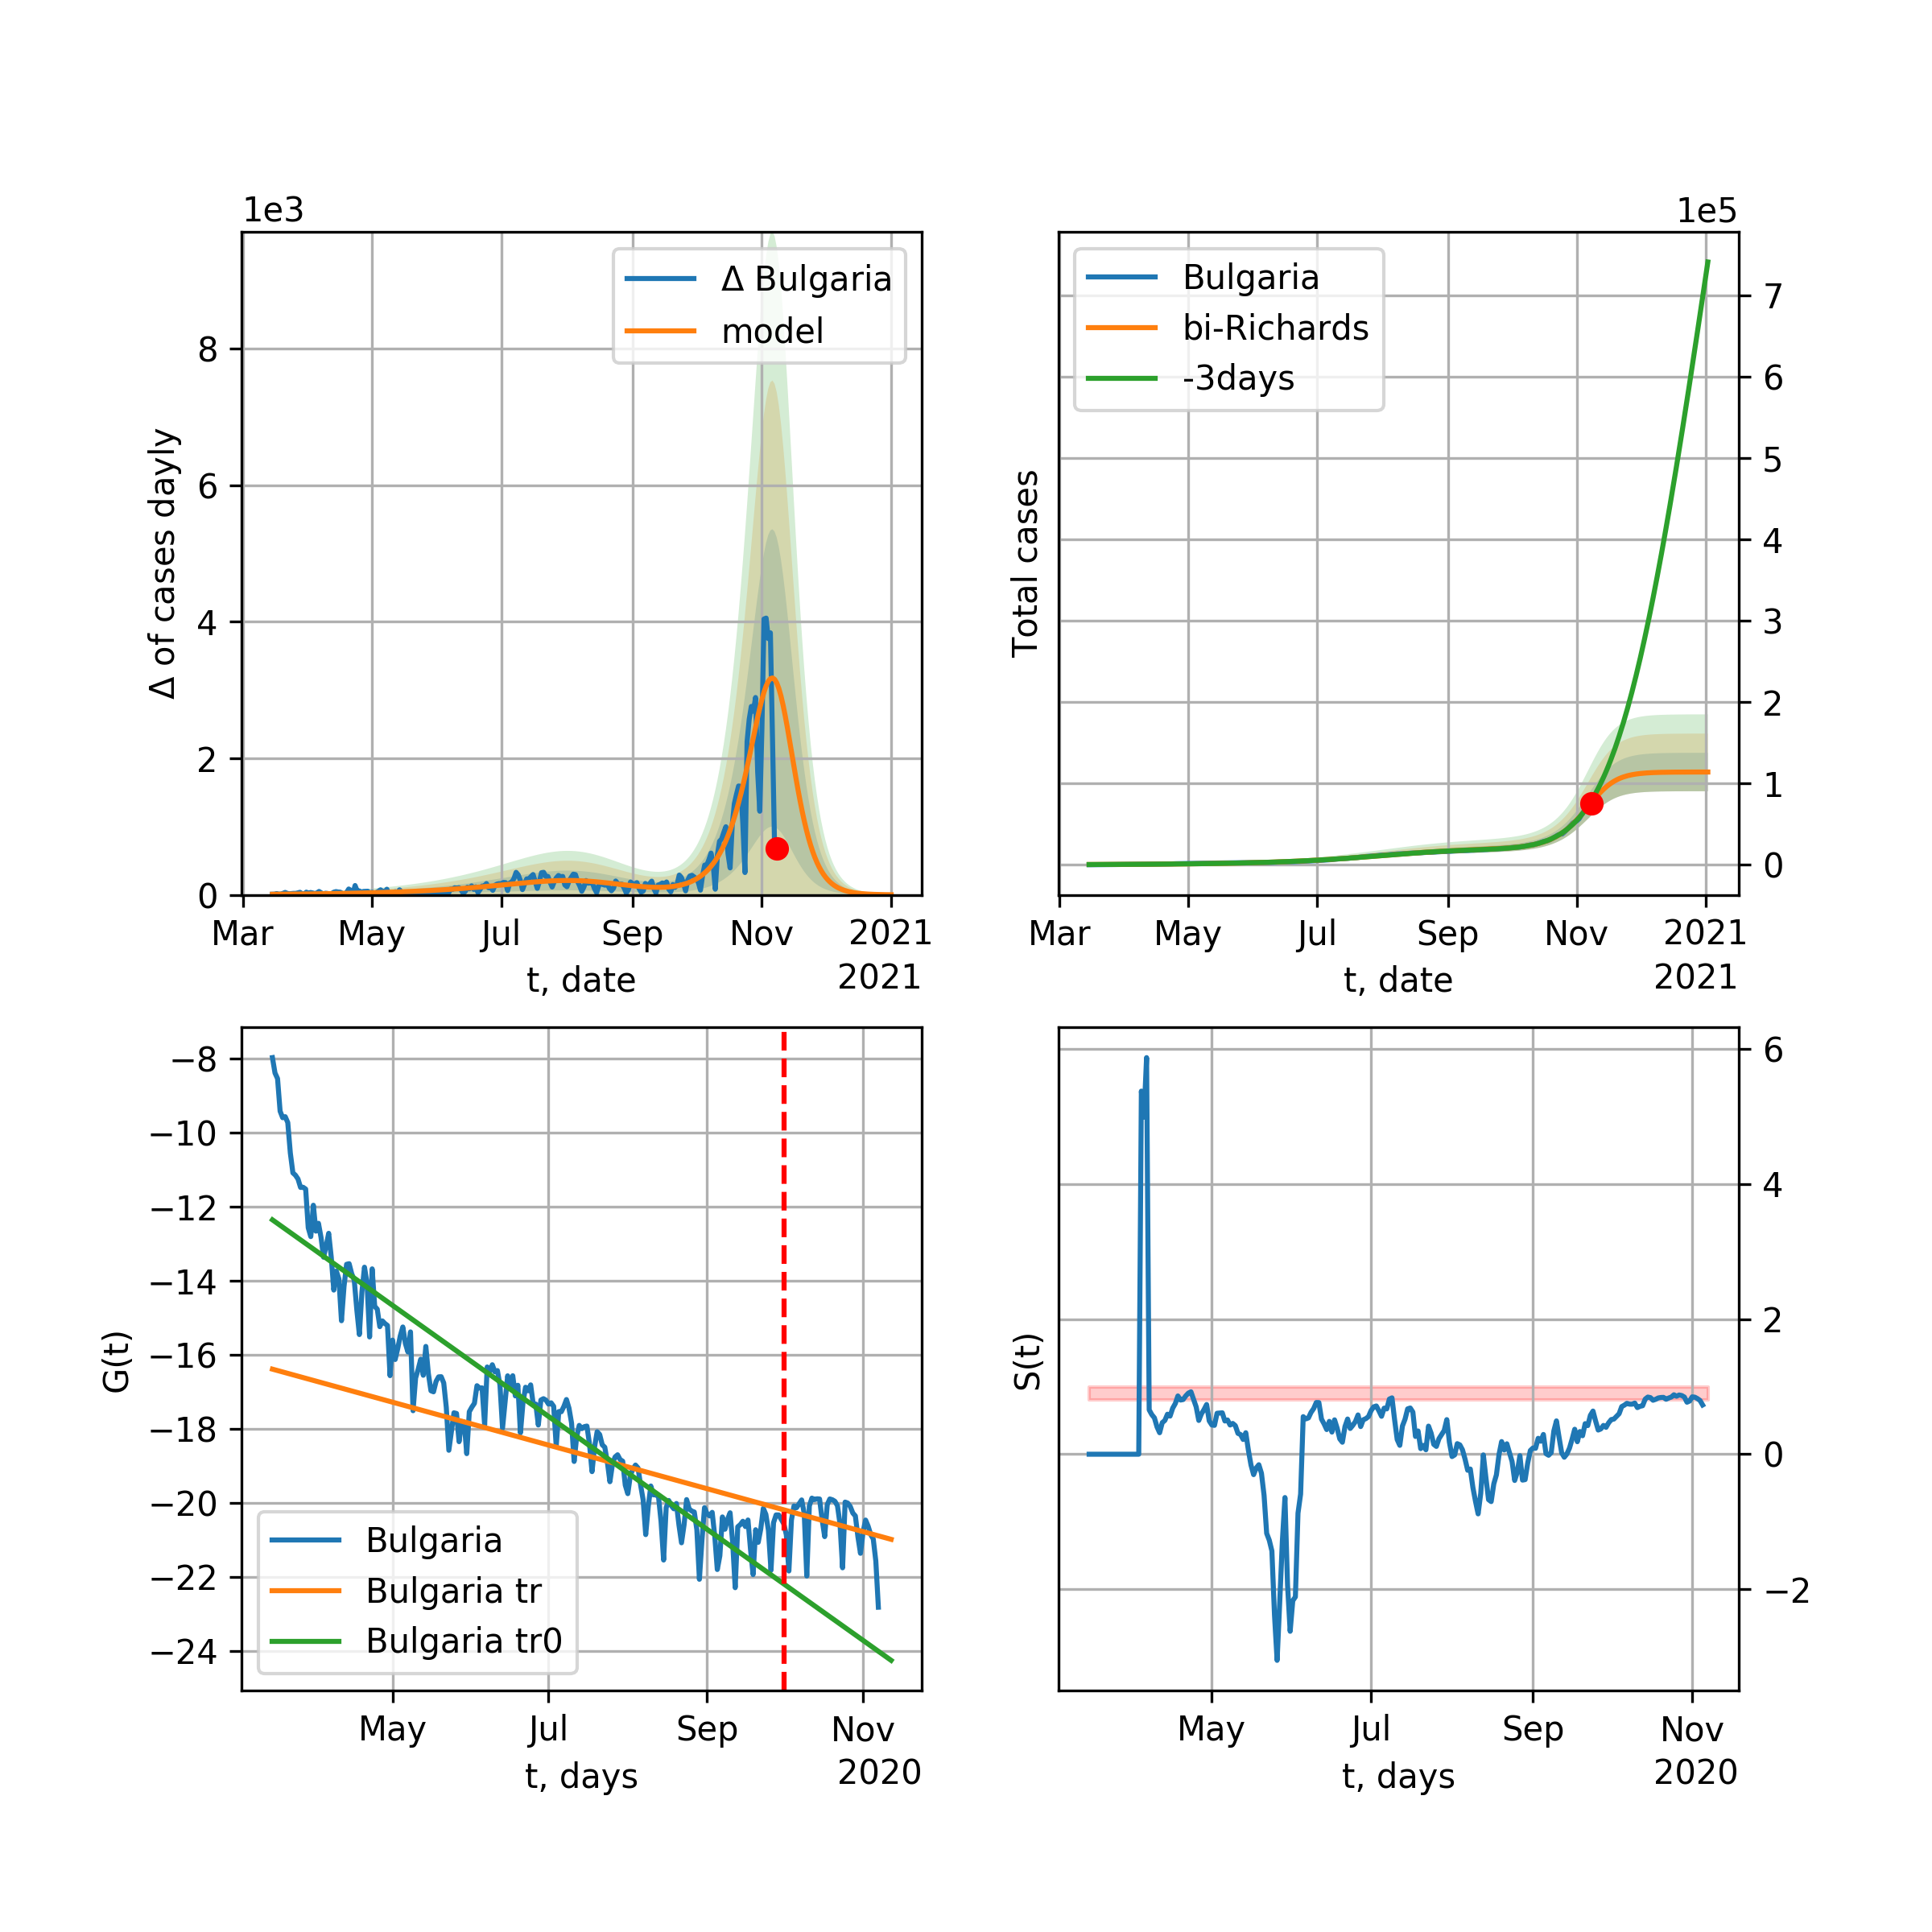 1e3
Δ Bulgaria
model
8
6
4
2
0
Δ of cases dayly
Mar May Jul Sep Nov 2021
t, date 2021
1e5
Bulgaria
bi-Richards
-3days
7
6
5
4
3
2
1
0
Total cases
Mar May Jul Sep Nov 2021
t, date 2021
−8
−10
−12
−14
−16
−18
−20
−22
−24
G(t)
Bulgaria
Bulgaria tr
Bulgaria tr0
May Jul Sep Nov
t, days 2020
6
4
2
0
−2
S(t)
May Jul Sep Nov
t, days 2020